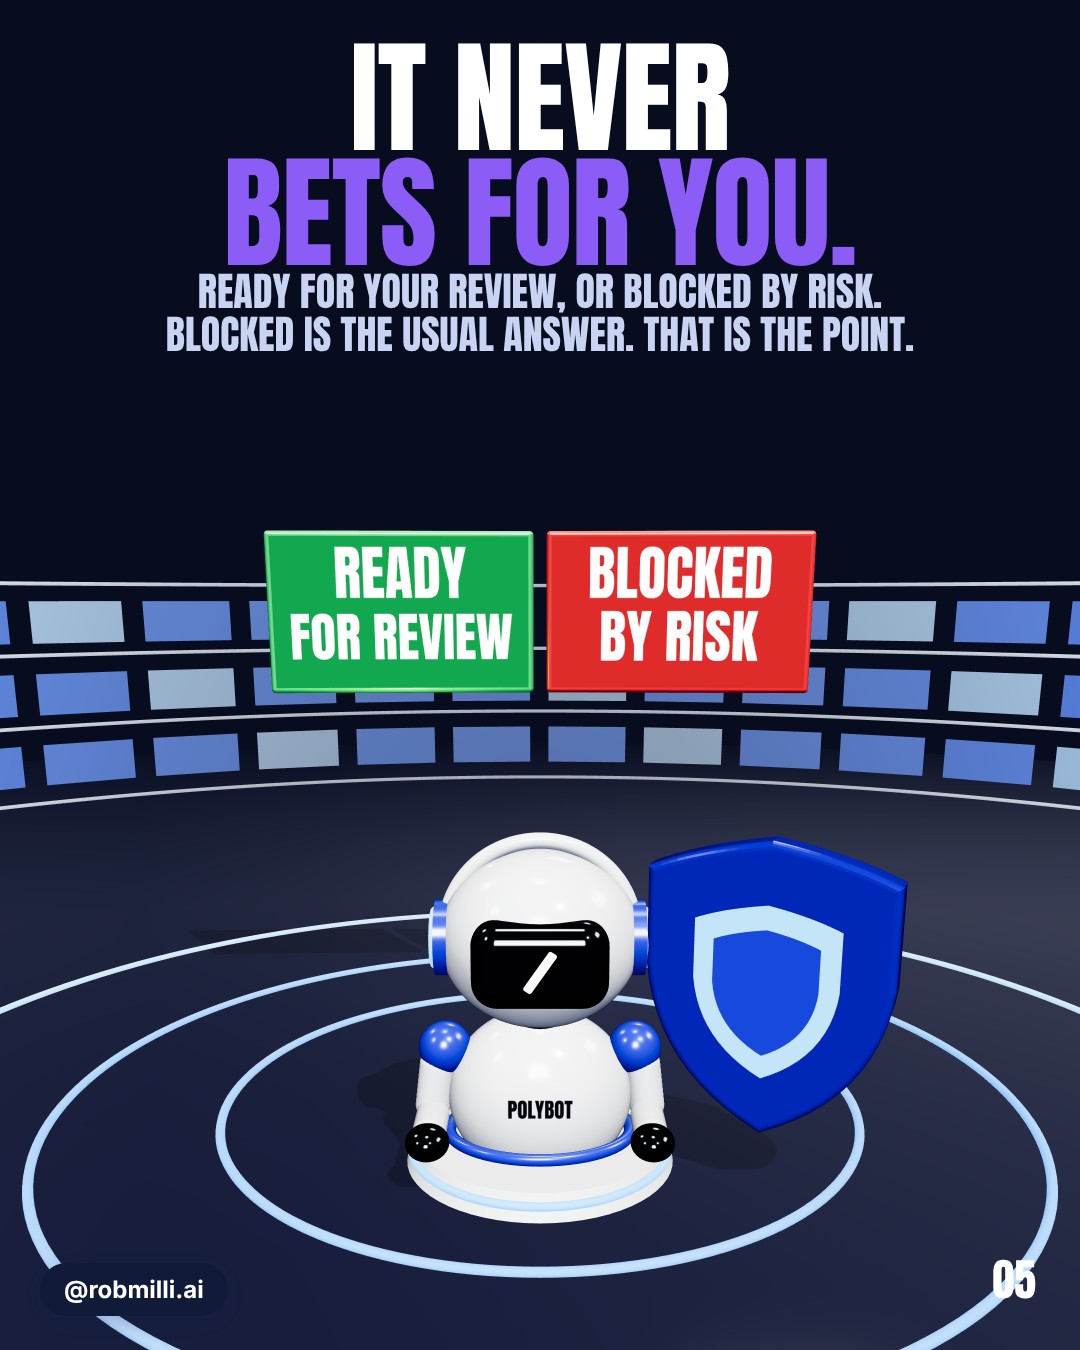 IT NEVER
BETS FOR YOU.
READY FOR YOUR REVIEW, OR BLOCKED BY RISK.
BLOCKED IS THE USUAL ANSWER. THAT IS THE POINT.
READY
FOR REVIEW
BLOCKED
BY RISK
POLYBOT
@robmilli.ai
05